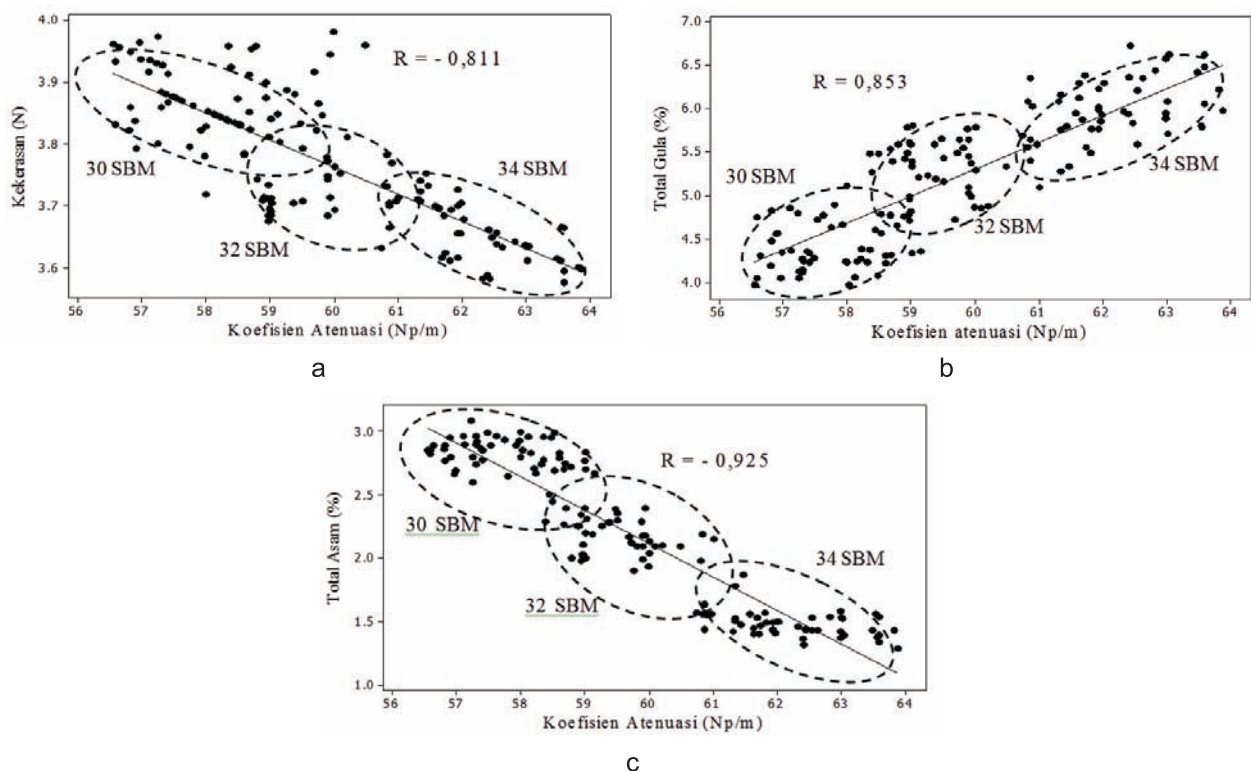 4.0
3.9
3.8
3.7
3.6
Kekerasan (N)
R = - 0,811
30 SBM
32 SBM
34 SBM
56 57 58 59 60 61 62 63 64
Koefisien Atenuasi (Np/m)
a
7.0
6.5
6.0
5.5
5.0
4.5
4.0
Total Gula (%)
R = 0,853
30 SBM
32 SBM
34 SBM
56 57 58 59 60 61 62 63 64
Koefisien atenuasi (Np/m)
b
3.0
2.5
2.0
1.5
1.0
Total Asam (%)
R = - 0,925
30 SBM
32 SBM
34 SBM
56 57 58 59 60 61 62 63 64
Koefisien Atenuasi (Np/m)
c